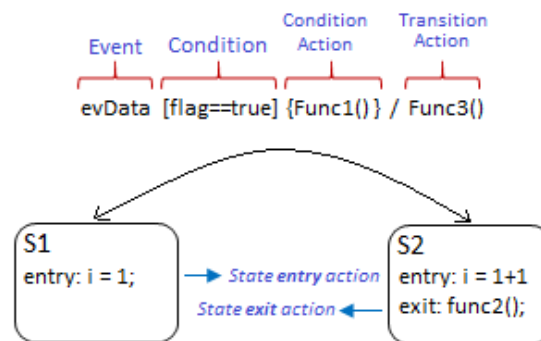 Event Condition Condition Action Transition Action
evData [flag==true] {Func1() } / Func3()
S1
entry: i = 1;
State entry action
State exit action
S2
entry: i = 1+1
exit: func2();